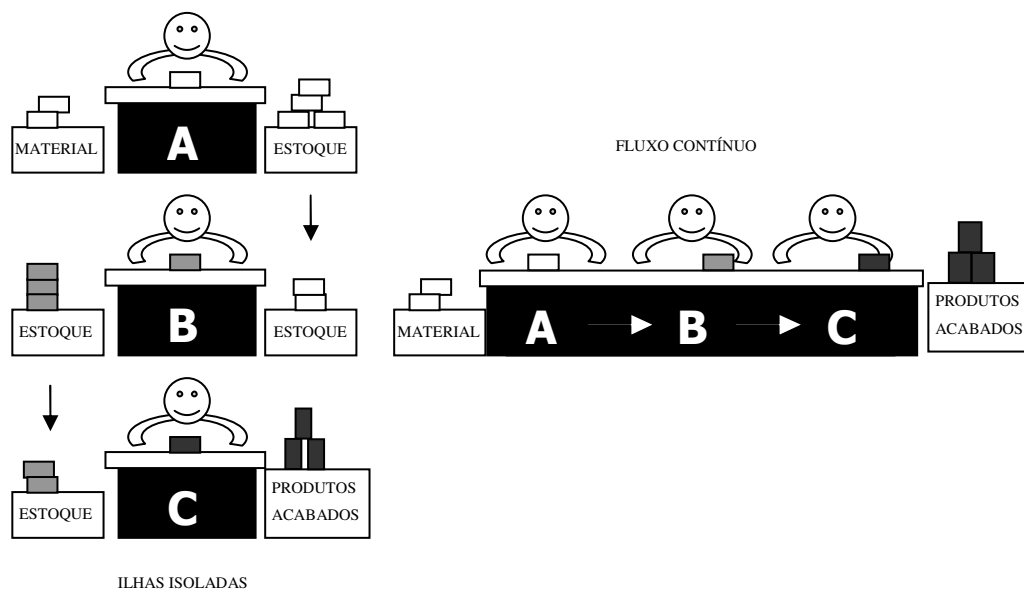 A
MATERIAL
ESTOQUE
B
ESTOQUE
ESTOQUE
C
ESTOQUE
PRODUTOS
ACABADOS
ILHAS ISOLADAS
FLUXO CONTÍNUO
MATERIAL
A
B
C
PRODUTOS
ACABADOS